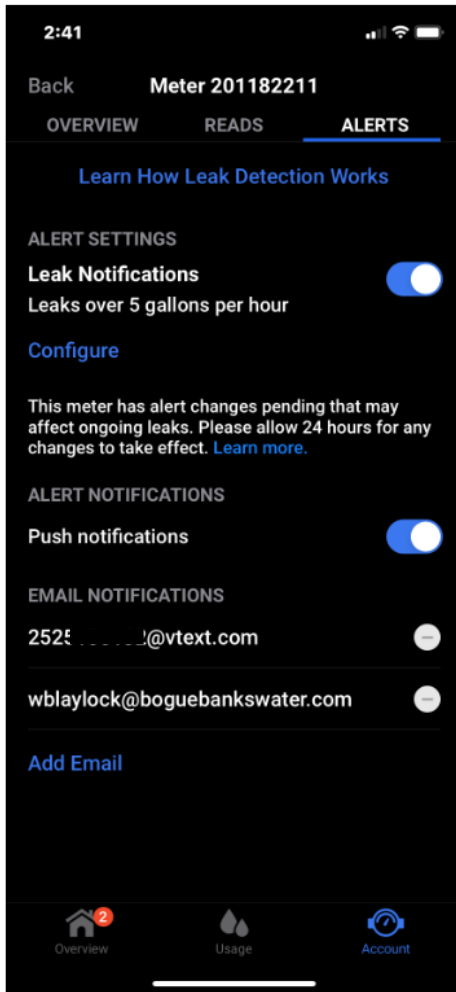 2:41
Back
Meter 201182211
OVERVIEW READS ALERTS
Learn How Leak Detection Works
ALERT SETTINGS
Leak Notifications
Leaks over 5 gallons per hour
Configure
This meter has alert changes pending that may
affect ongoing leaks. Please allow 24 hours for any
changes to take effect. Learn more.
ALERT NOTIFICATIONS
Push notifications
EMAIL NOTIFICATIONS
@vtext.com
wblaylock@boguebankswater.com
Add Email
2
Overview Usage Account